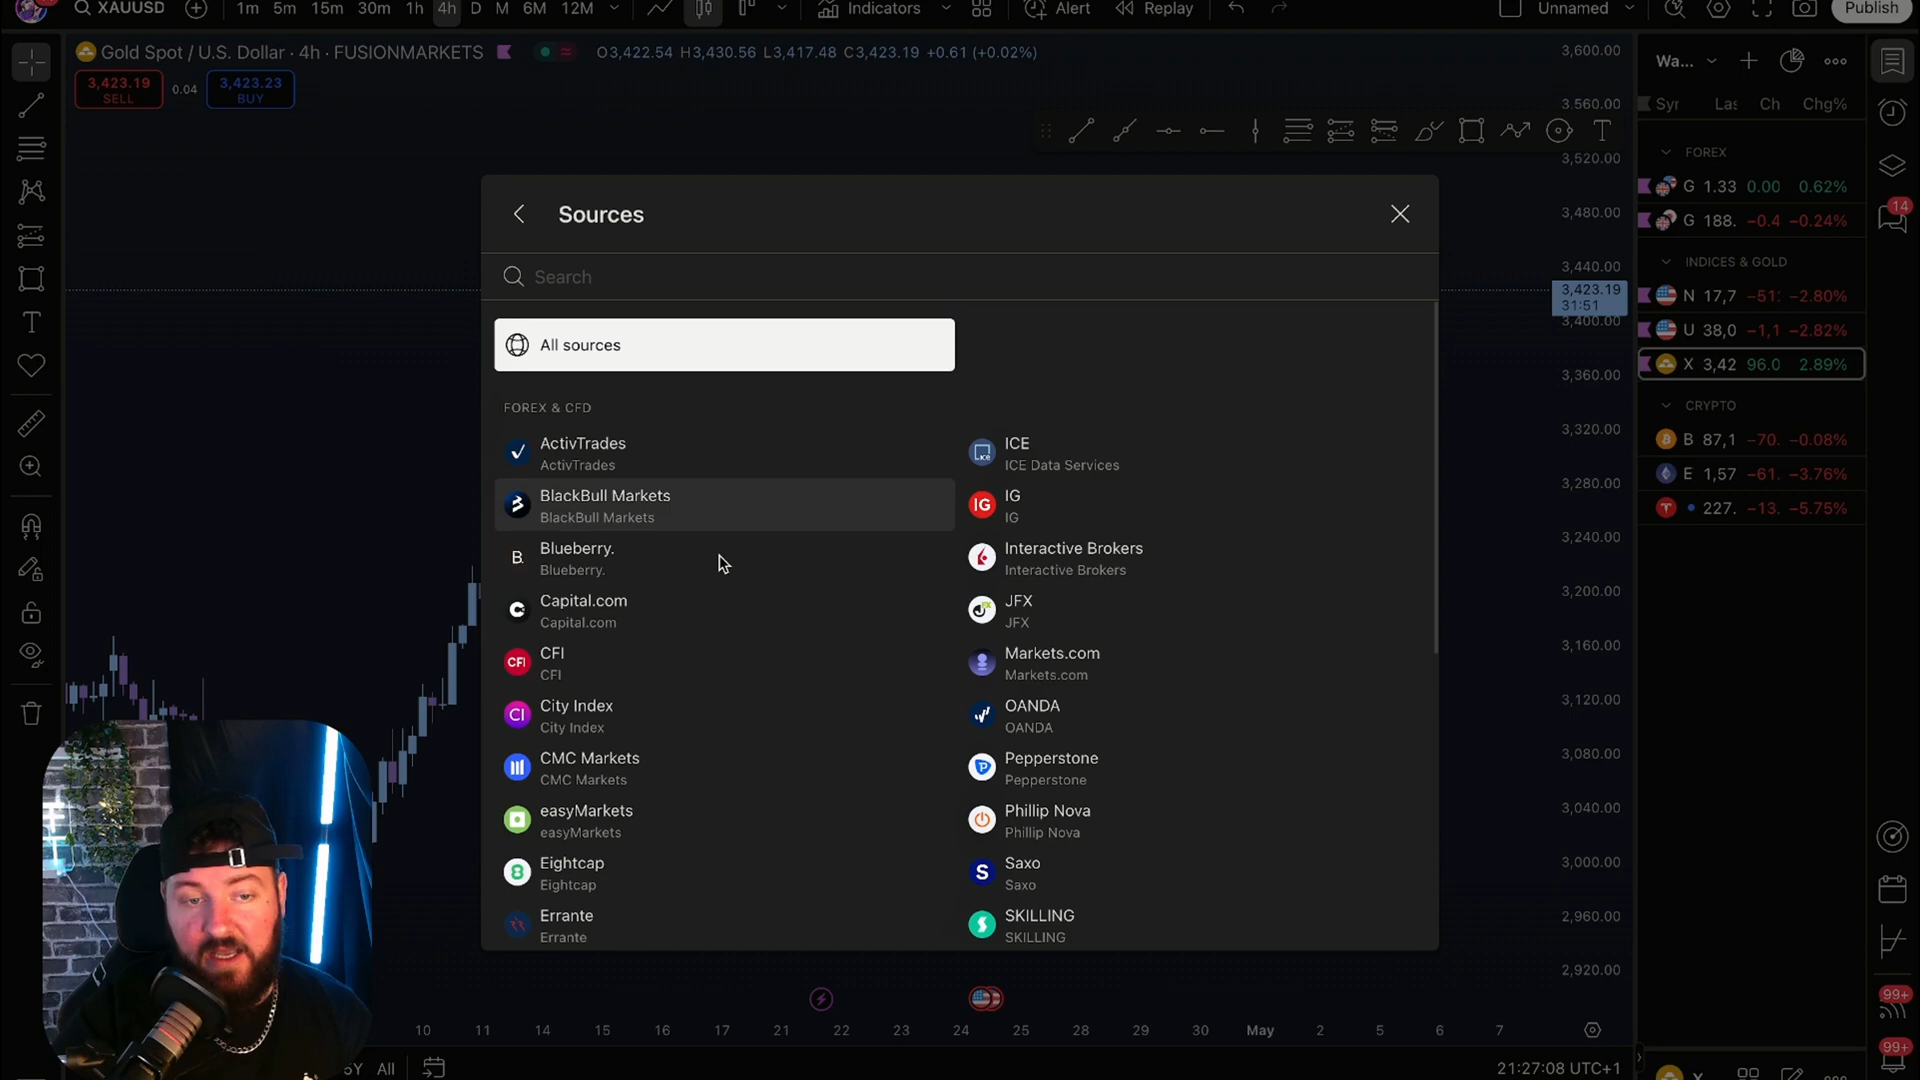 XAUUSD
1m 5m 15m 30m 1h 4h D M 6M 12M
Indicators
Alert
Replay
Unnamed
Publish
Gold Spot / U.S. Dollar · 4h · FUSIONMARKETS
O3,422.54 H3,430.56 L3,417.48 C3,423.19 +0.61 (+0.02%)
3,423.19
SELL
0.04
3,423.23
BUY
Sources
Search
All sources
FOREX & CFD
ActivTrades
ActivTrades
BlackBull Markets
BlackBull Markets
B.
Blueberry.
Blueberry.
Capital.com
Capital.com
CFI
CFI
CFI
CI
City Index
City Index
CMC Markets
CMC Markets
easyMarkets
easyMarkets
8
Eightcap
Eightcap
Errante
Errante
ice
ICE
ICE Data Services
IG
IG
IG
Interactive Brokers
Interactive Brokers
JFX
JFX
Markets.com
Markets.com
OANDA
OANDA
Pepperstone
Pepperstone
Phillip Nova
Phillip Nova
S
Saxo
Saxo
SKILLING
SKILLING
3,600.00
3,560.00
3,520.00
3,480.00
3,440.00
3,423.19
31:51
3,400.00
3,360.00
3,320.00
3,280.00
3,240.00
3,200.00
3,160.00
3,120.00
3,080.00
3,040.00
3,000.00
2,960.00
2,920.00
Wa...
Syr Las Ch Chg%
FOREX
G 1.33 0.00 0.62%
G 188. −0.4 −0.24%
INDICES & GOLD
N 17,7 −51: −2.80%
U 38,0 −1,1 −2.82%
X 3,42 96.0 2.89%
CRYPTO
B 87,1 −70. −0.08%
E 1,57 −61. −3.76%
T 227. −13. −5.75%
14
99+
99+
10 11 14 15 16 17 21 22 23 24 25 28 29 30 May 2 5 6 7
5Y All
21:27:08 UTC+1
X